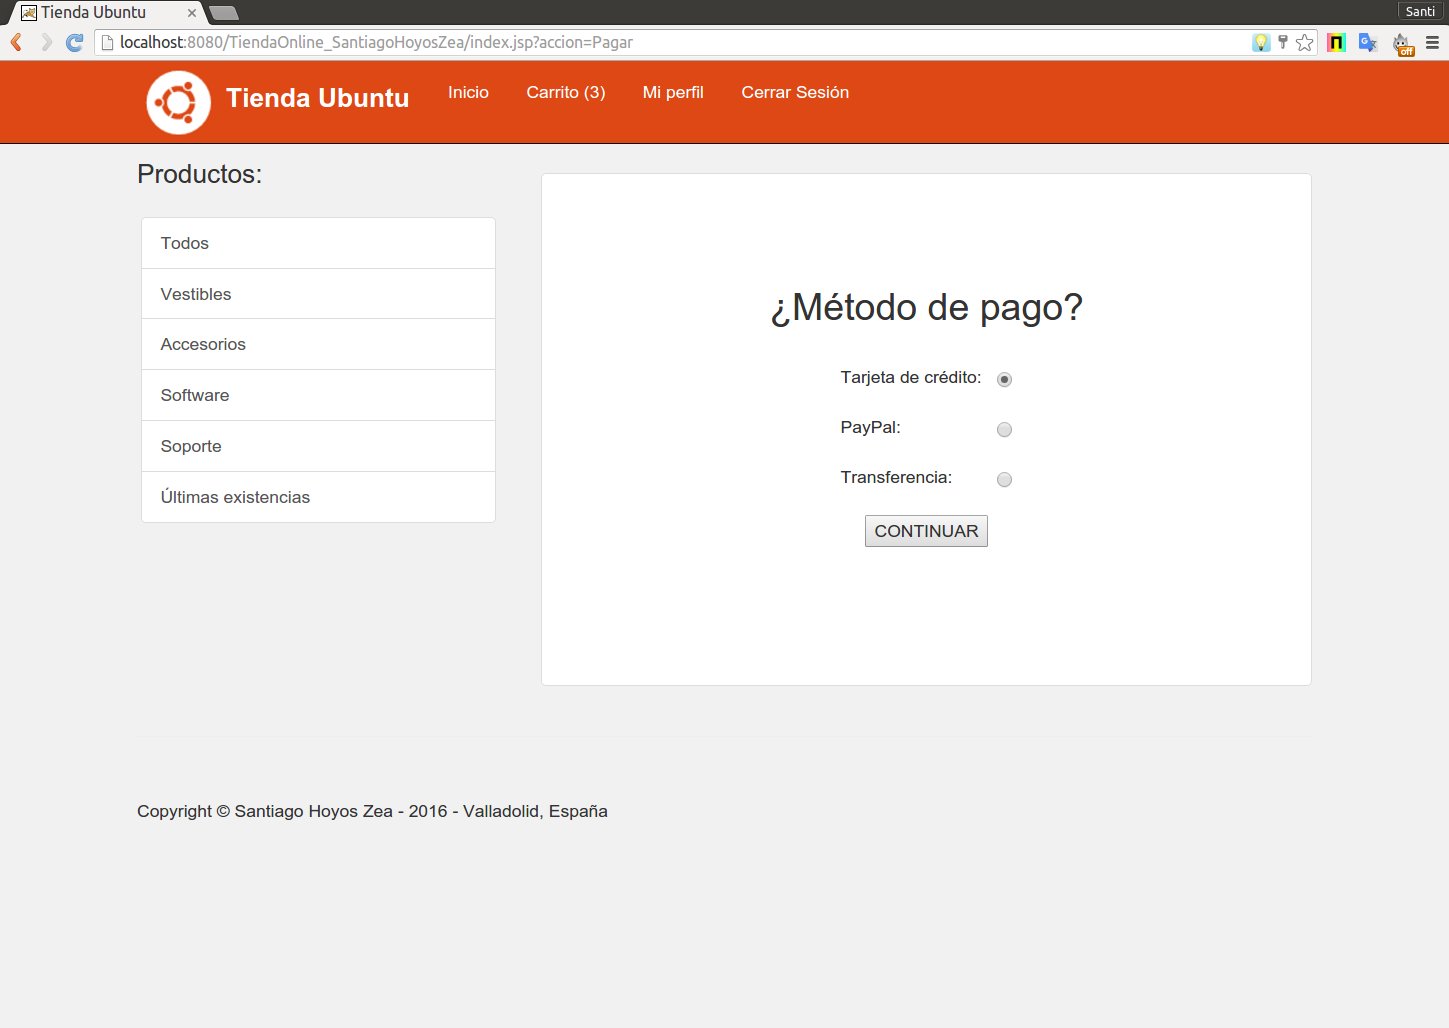 Tienda Ubuntu
Santi
localhost:8080/TiendaOnline_SantiagoHoyosZea/index.jsp?accion=Pagar
off
Tienda Ubuntu
Inicio
Carrito (3)
Mi perfil
Cerrar Sesión
Productos:
Todos
Vestibles
Accesorios
Software
Soporte
Últimas existencias
¿Método de pago?
Tarjeta de crédito:
PayPal:
Transferencia:
CONTINUAR
Copyright © Santiago Hoyos Zea - 2016 - Valladolid, España